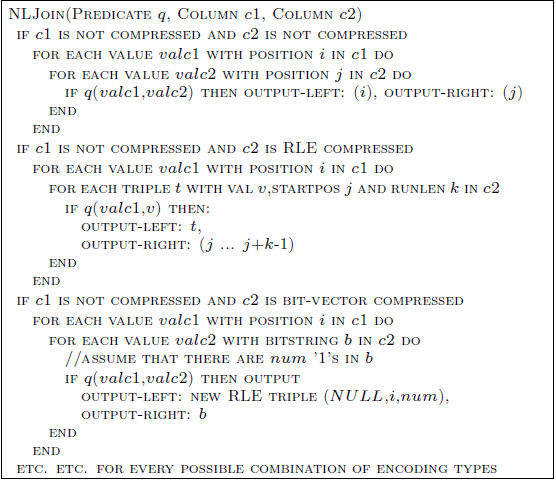 NLJoin(Predicate q, Column c1, Column c2)
if c1 is not compressed and c2 is not compressed
for each value valc1 with position i in c1 do
for each value valc2 with position j in c2 do
if q(valc1,valc2) then output-left: (i), output-right: (j)
end
end
if c1 is not compressed and c2 is RLE compressed
for each value valc1 with position i in c1 do
for each triple t with val v,startpos j and runlen k in c2
if q(valc1,v) then:
output-left: t,
output-right: (j ... j+k-1)
end
end
if c1 is not compressed and c2 is bit-vector compressed
for each value valc1 with position i in c1 do
for each value valc2 with bitstring b in c2 do
//assume that there are num '1's in b
if q(valc1,valc2) then output
output-left: new RLE triple (NULL,i,num),
output-right: b
end
end
etc. etc. for every possible combination of encoding types